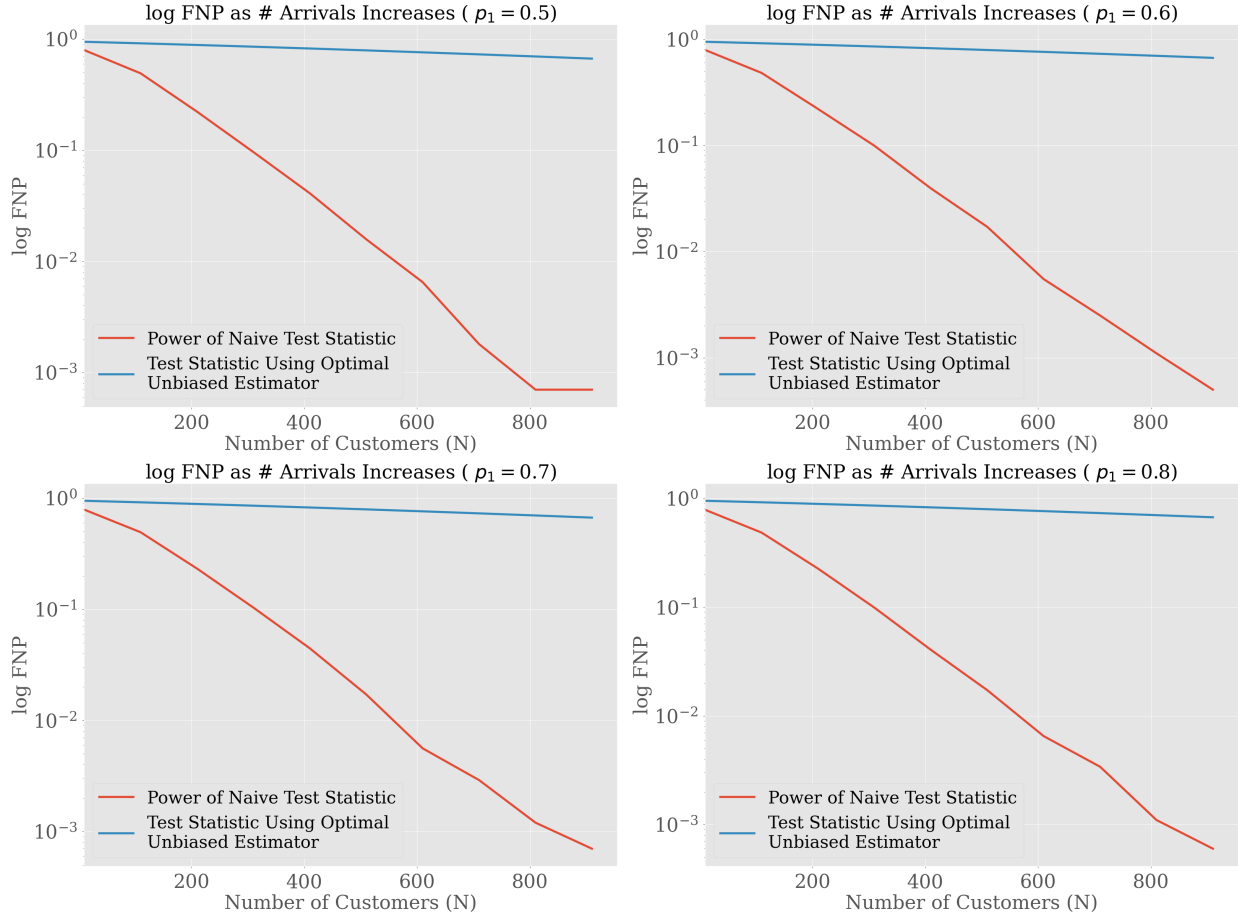 log FNP as # Arrivals Increases ( p₁ = 0.5)
log FNP
10⁰
10⁻¹
10⁻²
10⁻³
Power of Naive Test Statistic
Test Statistic Using Optimal
Unbiased Estimator
200 400 600 800
Number of Customers (N)
log FNP as # Arrivals Increases ( p₁ = 0.6)
log FNP
10⁰
10⁻¹
10⁻²
10⁻³
Power of Naive Test Statistic
Test Statistic Using Optimal
Unbiased Estimator
200 400 600 800
Number of Customers (N)
log FNP as # Arrivals Increases ( p₁ = 0.7)
log FNP
10⁰
10⁻¹
10⁻²
10⁻³
Power of Naive Test Statistic
Test Statistic Using Optimal
Unbiased Estimator
200 400 600 800
Number of Customers (N)
log FNP as # Arrivals Increases ( p₁ = 0.8)
log FNP
10⁰
10⁻¹
10⁻²
10⁻³
Power of Naive Test Statistic
Test Statistic Using Optimal
Unbiased Estimator
200 400 600 800
Number of Customers (N)